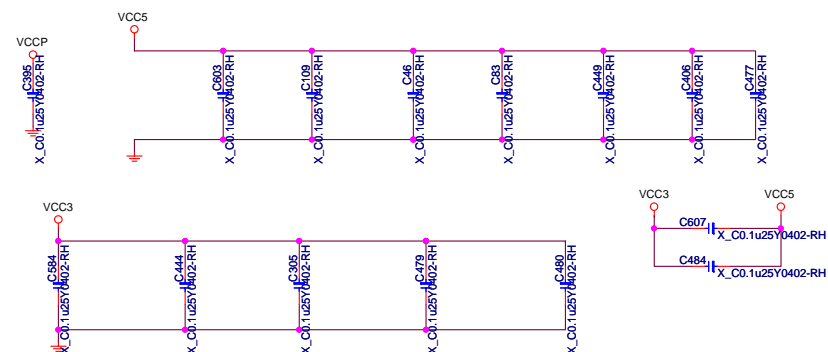 VCC5
VCCP
C395
X_C0.1u25Y0402-RH
C603
X_C0.1u25Y0402-RH
C109
X_C0.1u25Y0402-RH
C46
X_C0.1u25Y0402-RH
C83
X_C0.1u25Y0402-RH
C449
X_C0.1u25Y0402-RH
C406
X_C0.1u25Y0402-RH
C477
X_C0.1u25Y0402-RH
VCC3
C584
X_C0.1u25Y0402-RH
C444
X_C0.1u25Y0402-RH
C305
X_C0.1u25Y0402-RH
C479
X_C0.1u25Y0402-RH
C480
X_C0.1u25Y0402-RH
VCC3
VCC5
C607
X_C0.1u25Y0402-RH
C484
X_C0.1u25Y0402-RH